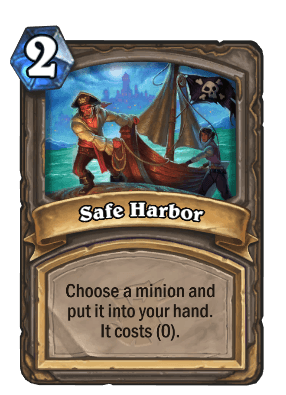 2
Safe Harbor
Choose a minion and
put it into your hand.
It costs (0).